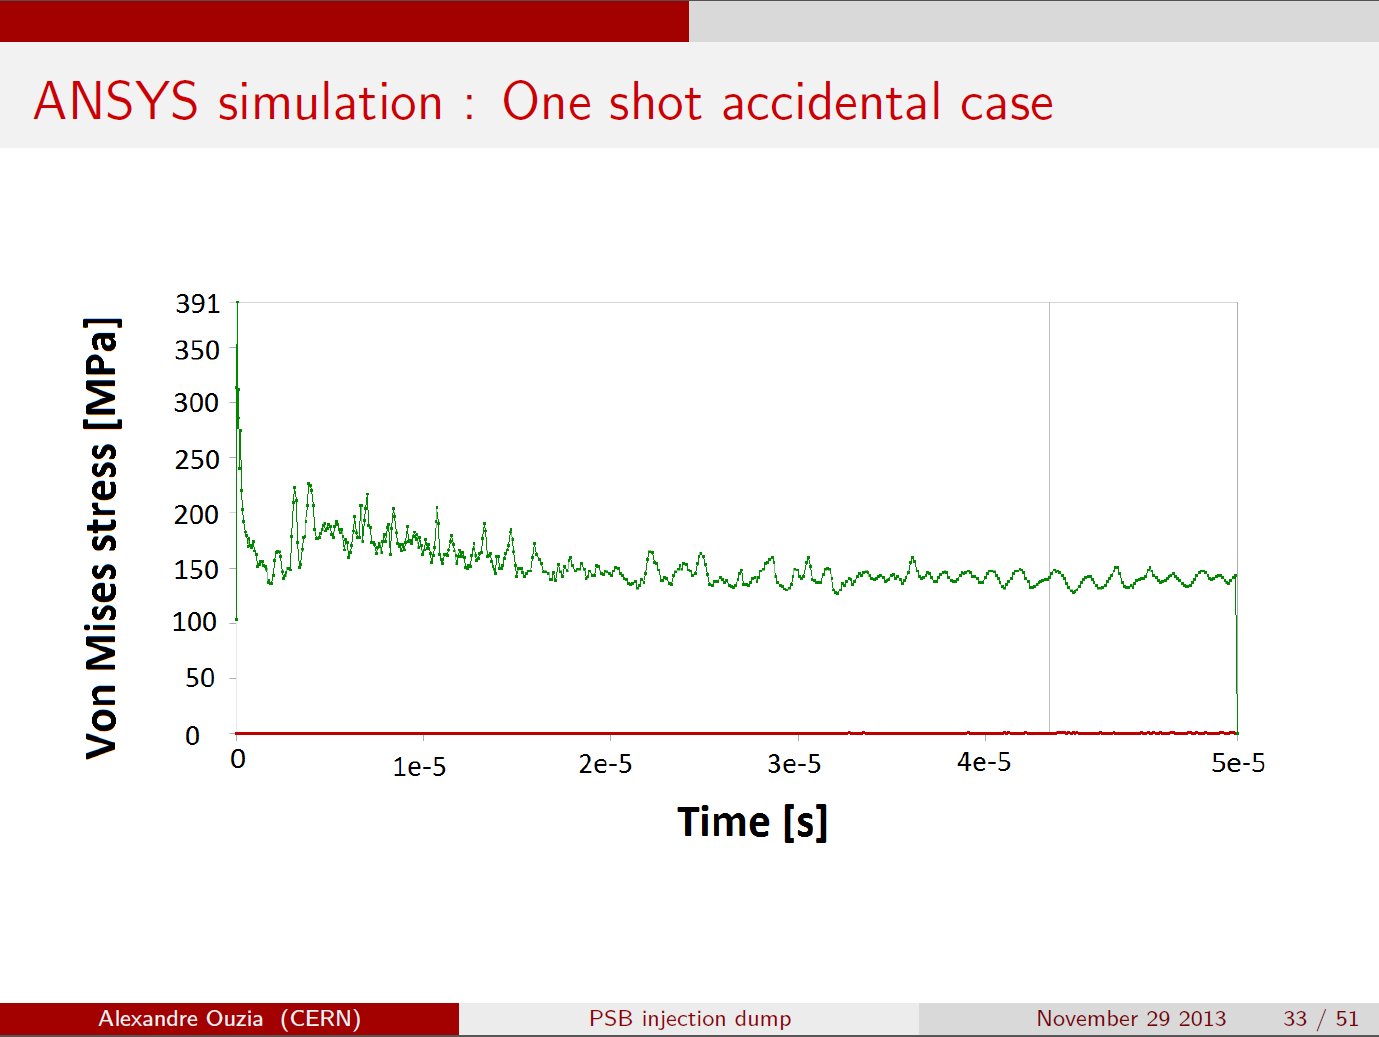 ANSYS simulation : One shot accidental case
391
350
300
250
200
150
100
50
0
Von Mises stress [MPa]
0 1e-5 2e-5 3e-5 4e-5 5e-5
Time [s]
Alexandre Ouzia (CERN) PSB injection dump November 29 2013 33 / 51